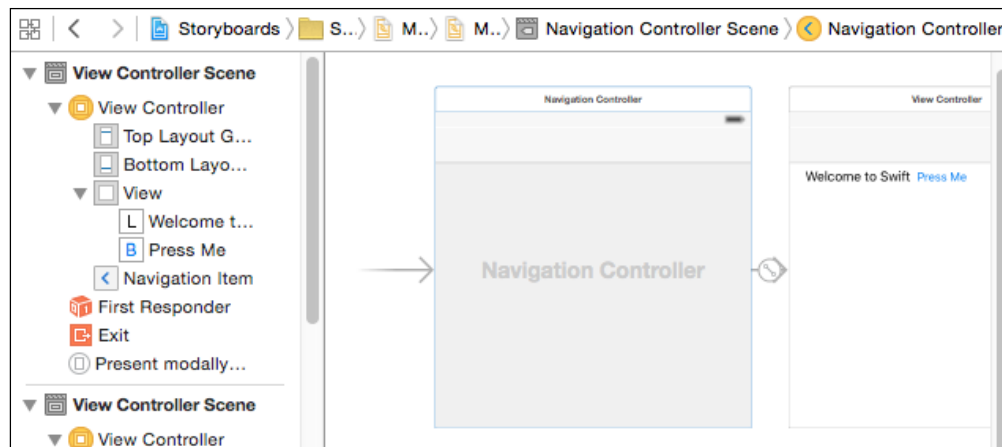 Storyboards S... M.. M.. Navigation Controller Scene Navigation Controller
View Controller Scene
View Controller
Top Layout G...
Bottom Layo...
View
L Welcome t...
B Press Me
Navigation Item
First Responder
Exit
Present modally...
View Controller Scene
View Controller
Navigation Controller
Navigation Controller
View Controller
Welcome to Swift Press Me